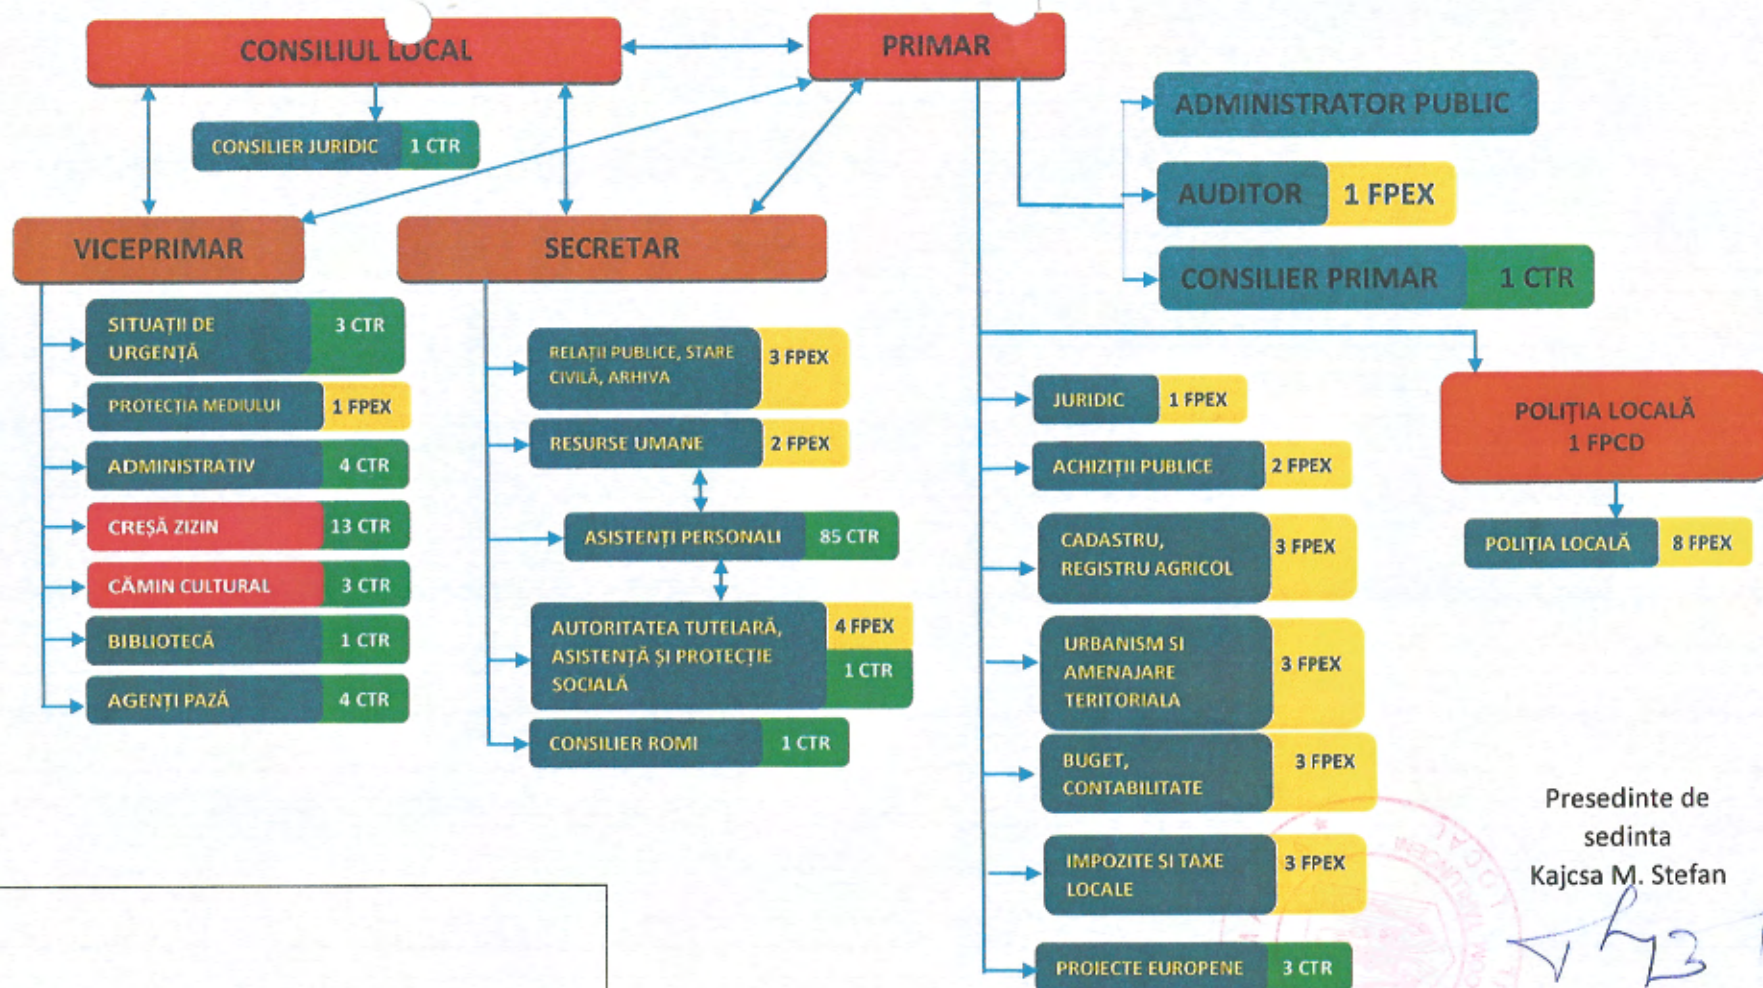 CONSILIUL LOCAL
PRIMAR
CONSILIER JURIDIC 1 CTR
ADMINISTRATOR PUBLIC
AUDITOR 1 FPEX
CONSILIER PRIMAR 1 CTR
VICEPRIMAR
SITUAȚII DE 3 CTR
URGENȚĂ
PROTECȚIA MEDIULUI 1 FPEX
ADMINISTRATIV 4 CTR
CREȘĂ ZIZIN 13 CTR
CĂMIN CULTURAL 3 CTR
BIBLIOTECĂ 1 CTR
AGENȚI PAZĂ 4 CTR
SECRETAR
RELAȚII PUBLICE, STARE 3 FPEX
CIVILĂ, ARHIVA
RESURSE UMANE 2 FPEX
ASISTENȚI PERSONALI 85 CTR
AUTORITATEA TUTELARĂ, 4 FPEX
ASISTENȚĂ ȘI PROTECȚIE
SOCIALĂ 1 CTR
CONSILIER ROMI 1 CTR
JURIDIC 1 FPEX
ACHIZIȚII PUBLICE 2 FPEX
CADASTRU, 3 FPEX
REGISTRU AGRICOL
URBANISM SI
AMENAJARE 3 FPEX
TERITORIALA
BUGET, 3 FPEX
CONTABILITATE
IMPOZITE SI TAXE 3 FPEX
LOCALE
PROIECTE EUROPENE 3 CTR
POLIȚIA LOCALĂ
1 FPCD
POLIȚIA LOCALĂ 8 FPEX
Presedinte de
sedinta
Kajcsa M. Stefan
LOCAL